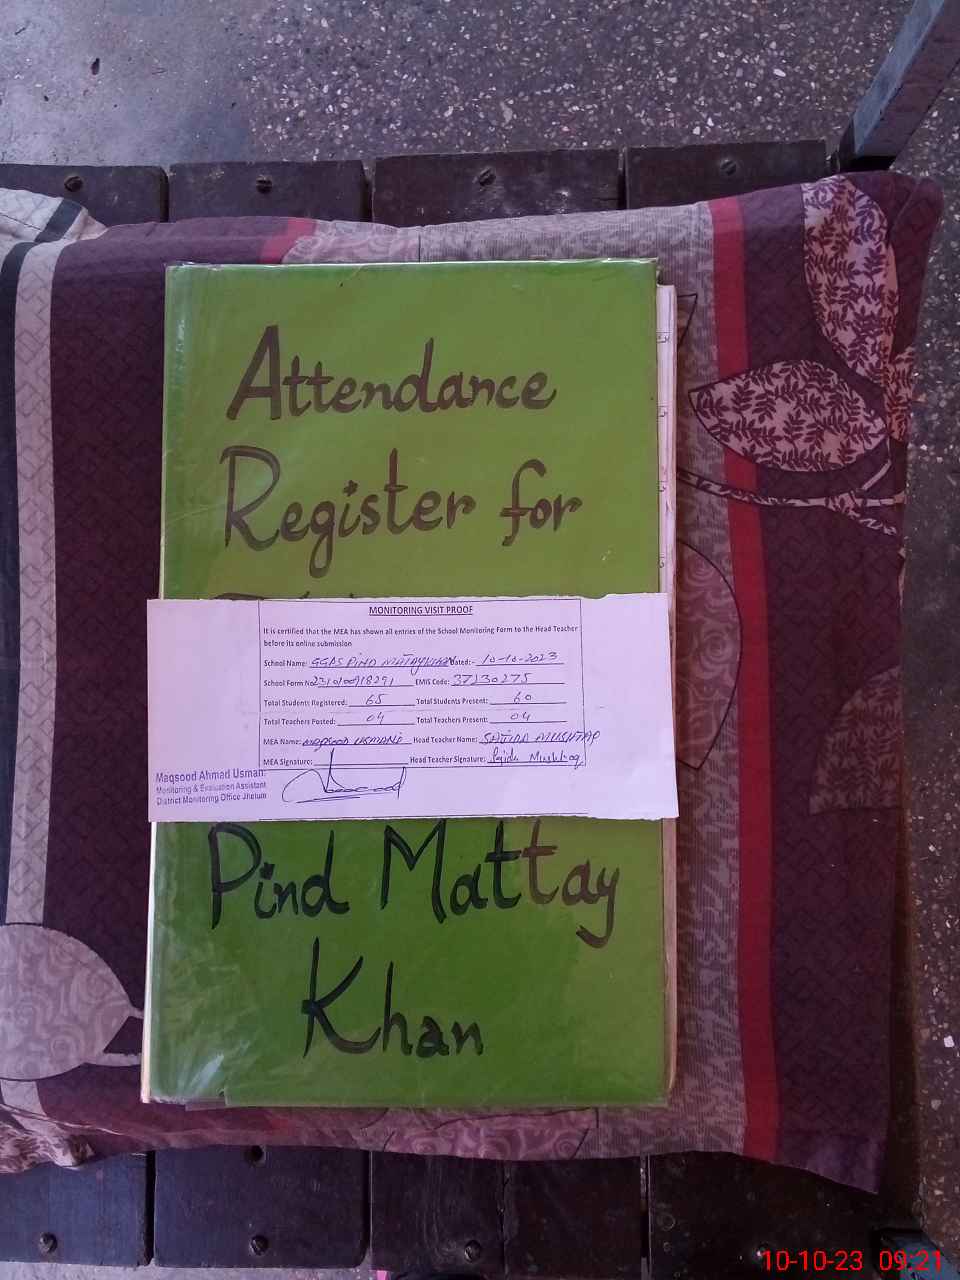 Attendance
Register for
MONITORING VISIT PROOF
It is certified that the MEA has shown all entries of the School Monitoring Form to the Head Teacher
before its online submission
School Name: GGPS PIND MATAY KHAN Dated:- 10-10-2023
School Form No EMIS Code: 37230275
Total Students Registered: 65 Total Students Present: 60
Total Teachers Posted: 04 Total Teachers Present: 04
MEA Name: MAQSOOD USMANI Head Teacher Name: SAJIDA MUSHTAQ
MEA Signature: Head Teacher Signature: Sajida Mushtaq
Maqsood Ahmad Usmani
Monitoring & Evaluation Assistant
District Monitoring Office Jhelum
Pind Mattay
Khan
10-10-23 09:21